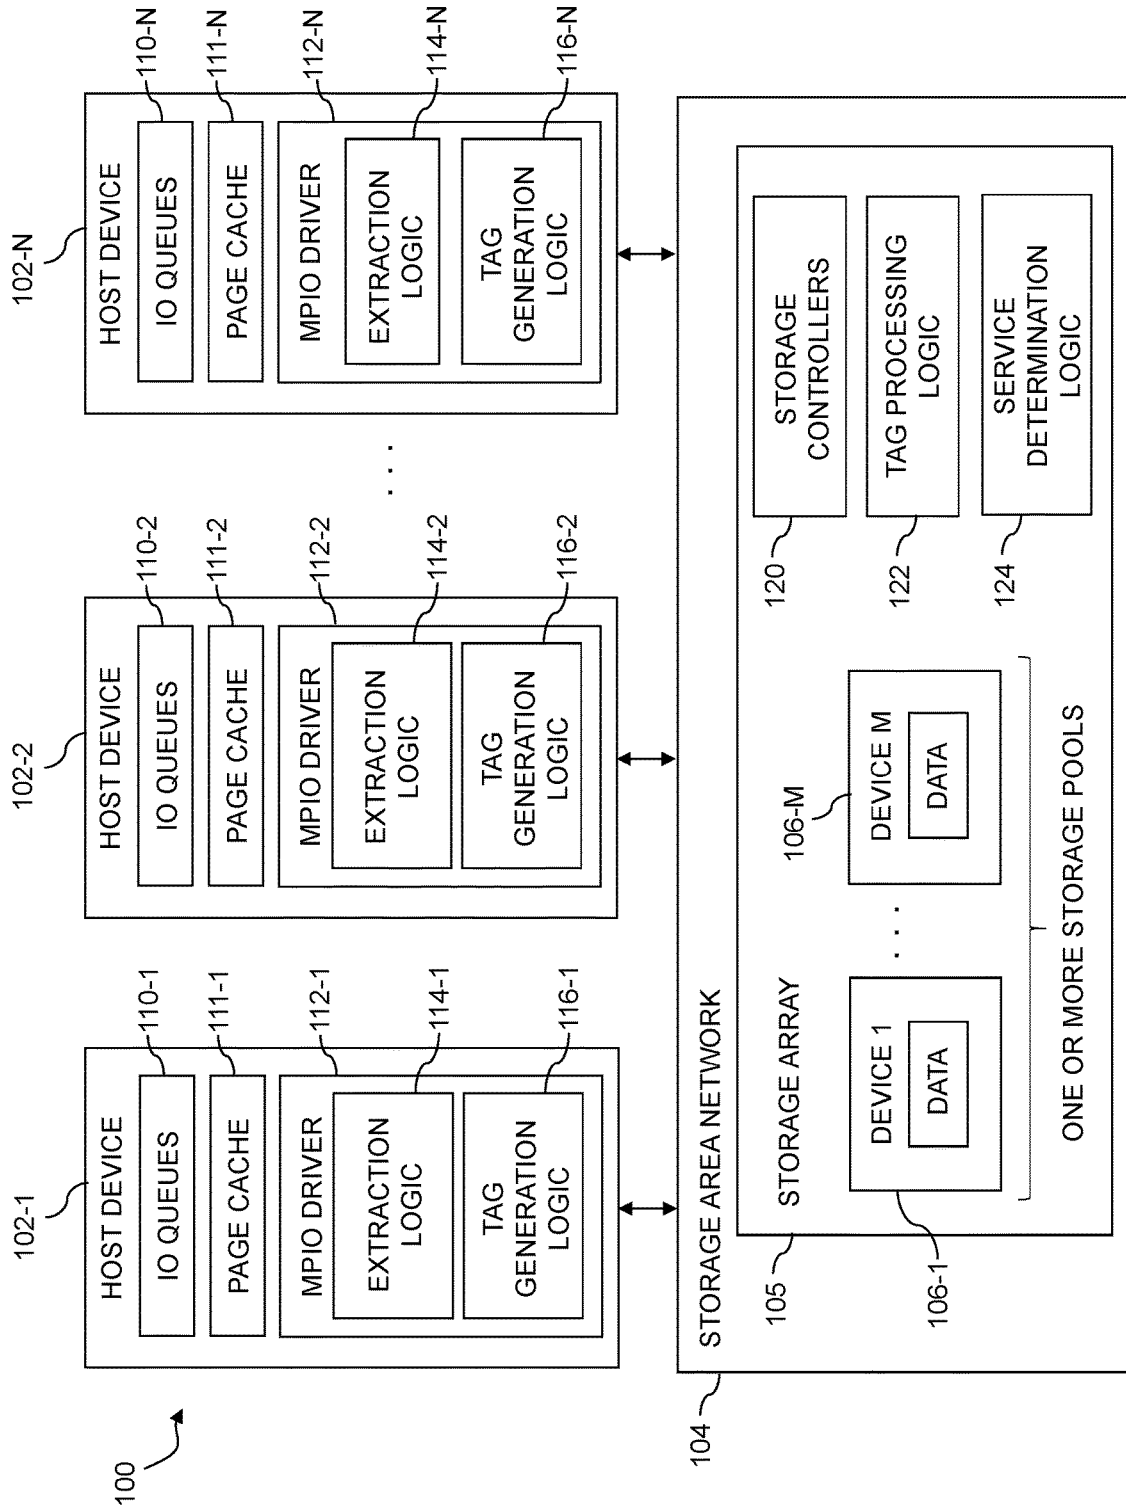 100
102-1
HOST DEVICE
IO QUEUES
110-1
PAGE CACHE
111-1
MPIO DRIVER
112-1
EXTRACTION
LOGIC
114-1
TAG
GENERATION
LOGIC
116-1
102-2
HOST DEVICE
IO QUEUES
110-2
PAGE CACHE
111-2
MPIO DRIVER
112-2
EXTRACTION
LOGIC
114-2
TAG
GENERATION
LOGIC
116-2
. . .
102-N
HOST DEVICE
IO QUEUES
110-N
PAGE CACHE
111-N
MPIO DRIVER
112-N
EXTRACTION
LOGIC
114-N
TAG
GENERATION
LOGIC
116-N
104
STORAGE AREA NETWORK
105
STORAGE ARRAY
106-1
DEVICE 1
DATA
. . .
106-M
DEVICE M
DATA
ONE OR MORE STORAGE POOLS
120
STORAGE
CONTROLLERS
122
TAG PROCESSING
LOGIC
124
SERVICE
DETERMINATION
LOGIC